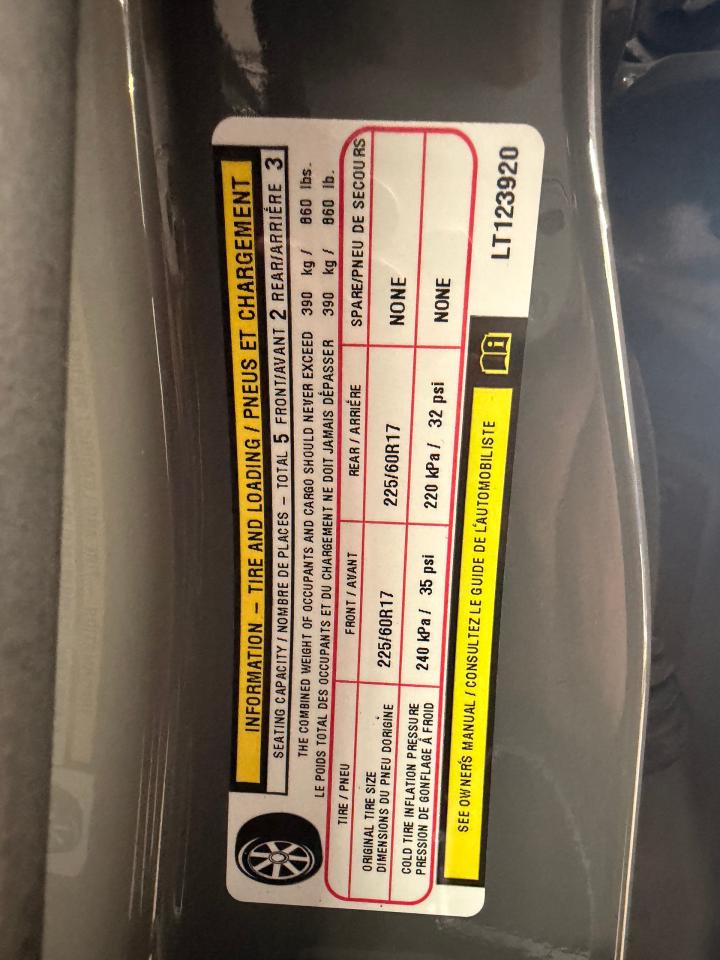 INFORMATION – TIRE AND LOADING / PNEUS ET CHARGEMENT
SEATING CAPACITY / NOMBRE DE PLACES – TOTAL 5 FRONT/AVANT 2 REAR/ARRIÉRE 3
THE COMBINED WEIGHT OF OCCUPANTS AND CARGO SHOULD NEVER EXCEED 390 kg / 860 lbs.
LE POIDS TOTAL DES OCCUPANTS ET DU CHARGEMENT NE DOIT JAMAIS DÉPASSER 390 kg / 860 lb.
TIRE / PNEU FRONT / AVANT REAR / ARRIÉRE SPARE/PNEU DE SECOURS
ORIGINAL TIRE SIZE
DIMENSIONS DU PNEU DORIGINE 225/60R17 225/60R17 NONE
COLD TIRE INFLATION PRESSURE
PRESSION DE GONFLAGE À FROID 240 kPa / 35 psi 220 kPa / 32 psi NONE
SEE OWNER'S MANUAL / CONSULTEZ LE GUIDE DE L'AUTOMOBILISTE
LT123920